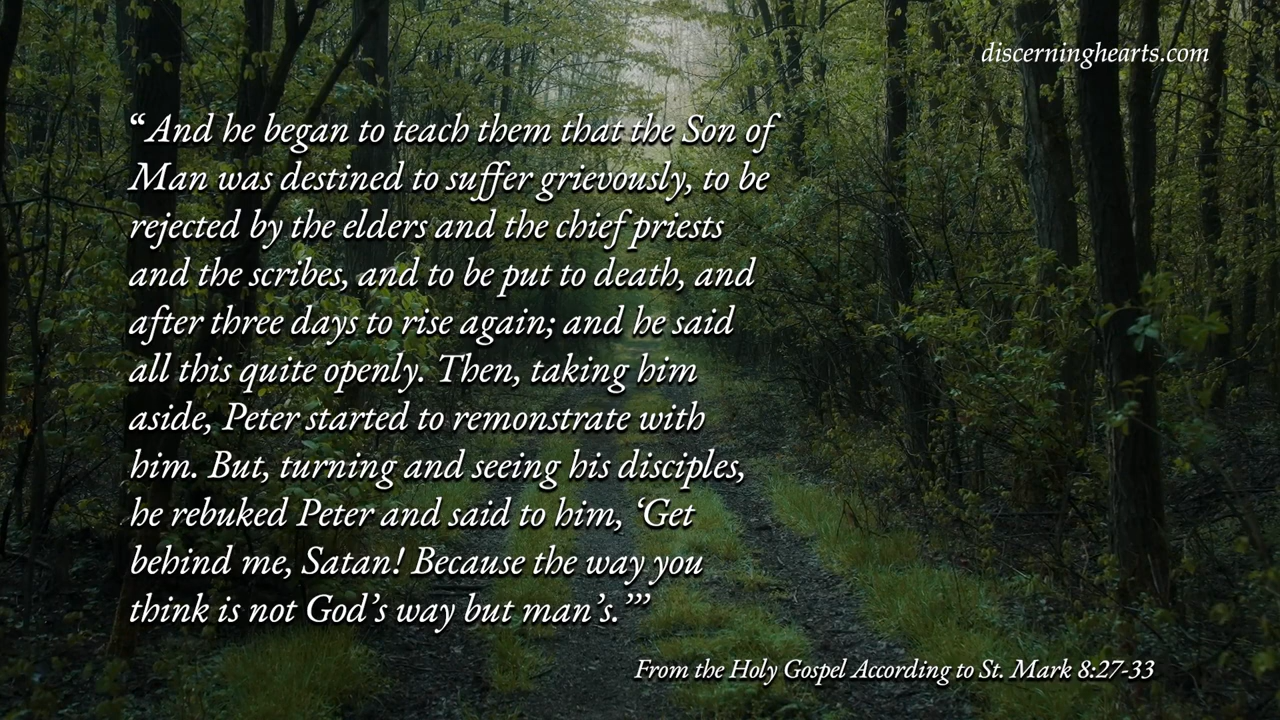 discerninghearts.com
“And he began to teach them that the Son of
Man was destined to suffer grievously, to be
rejected by the elders and the chief priests
and the scribes, and to be put to death, and
after three days to rise again; and he said
all this quite openly. Then, taking him
aside, Peter started to remonstrate with
him. But, turning and seeing his disciples,
he rebuked Peter and said to him, ‘Get
behind me, Satan! Because the way you
think is not God’s way but man’s.’”
From the Holy Gospel According to St. Mark 8:27-33